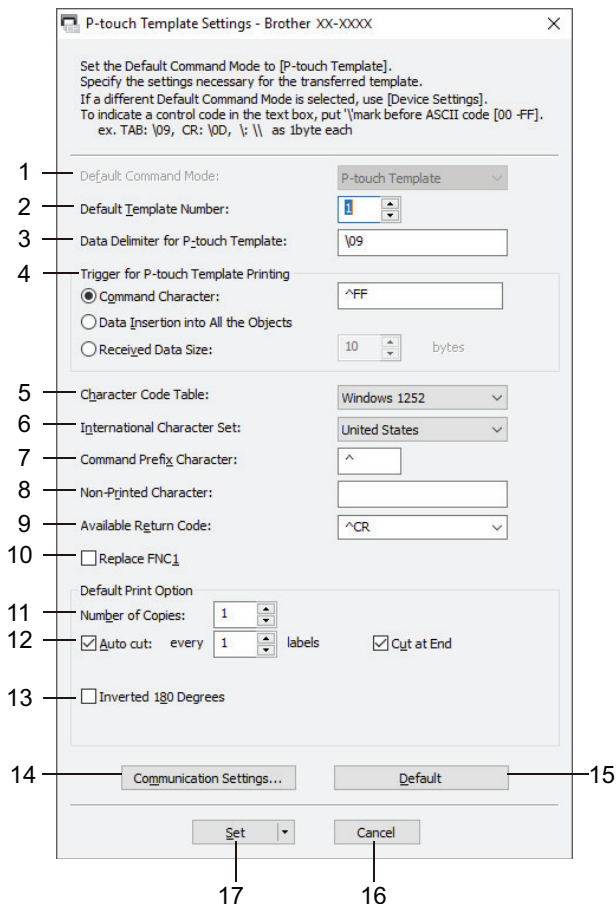 P-touch Template Settings - Brother XX-XXXX
Set the Default Command Mode to [P-touch Template].
Specify the settings necessary for the transferred template.
If a different Default Command Mode is selected, use [Device Settings].
To indicate a control code in the text box, put '\'mark before ASCII code [00 -FF].
ex. TAB: \09, CR: \0D, \: \\ as 1byte each
1 Default Command Mode: P-touch Template
2 Default Template Number: 1
3 Data Delimiter for P-touch Template: \09
4 Trigger for P-touch Template Printing
Command Character: ^FF
Data Insertion into All the Objects
Received Data Size: 10 bytes
5 Character Code Table: Windows 1252
6 International Character Set: United States
7 Command Prefix Character: ^
8 Non-Printed Character:
9 Available Return Code: ^CR
10 Replace FNC1
Default Print Option
11 Number of Copies: 1
12 Auto cut: every 1 labels Cut at End
13 Inverted 180 Degrees
14 Communication Settings... Default 15
Set Cancel
17 16